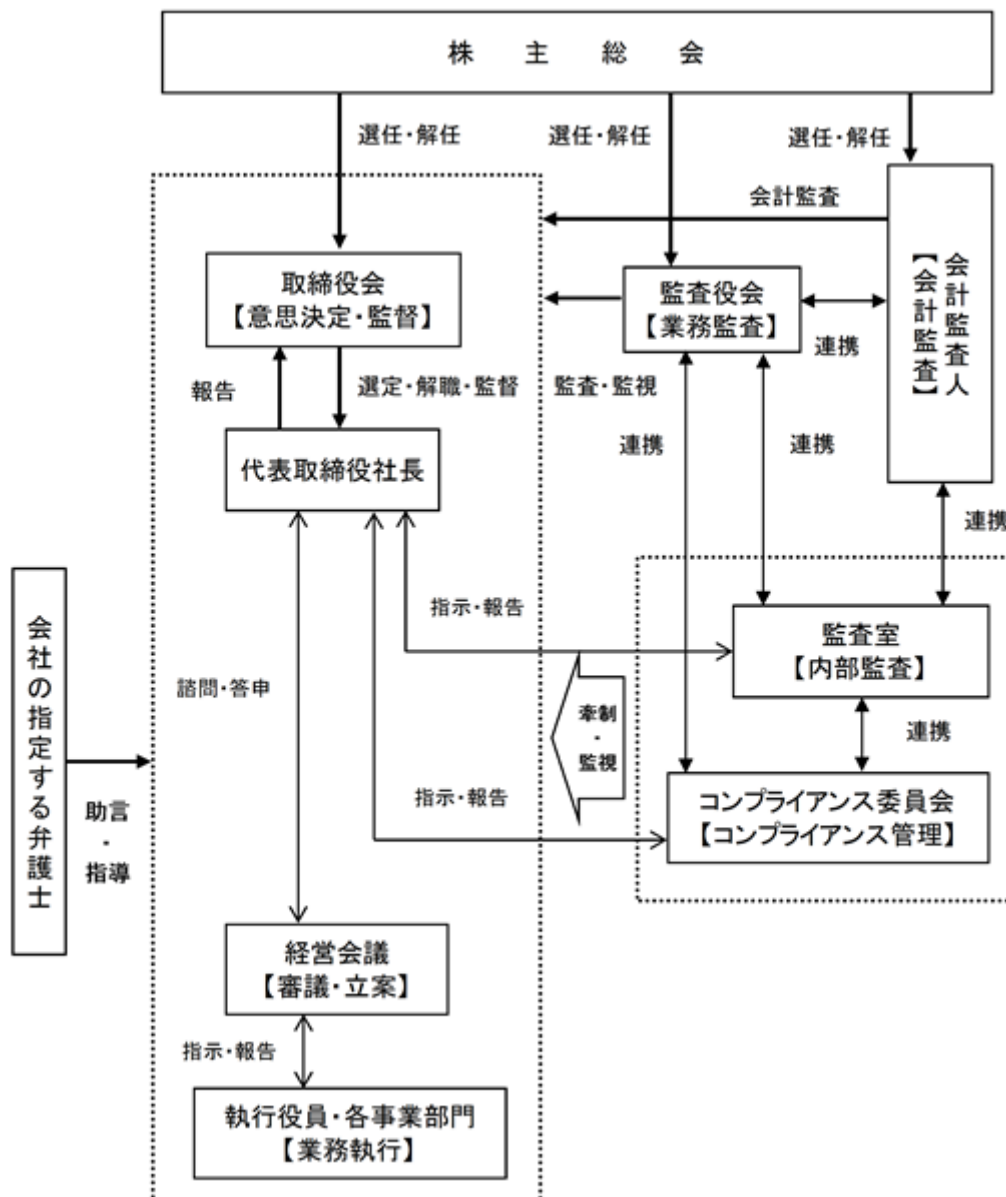 株 主 総 会
選任・解任
選任・解任
選任・解任
会計監査
会計監査人
【会計監査】
取締役会
【意思決定・監督】
監査役会
【業務監査】
連携
報告
選定・解職・監督
監査・監視
代表取締役社長
連携
連携
連携
会社の指定する弁護士
助言
・
指導
指示・報告
監査室
【内部監査】
諮問・答申
牽制
・
監視
連携
指示・報告
コンプライアンス委員会
【コンプライアンス管理】
経営会議
【審議・立案】
指示・報告
執行役員・各事業部門
【業務執行】